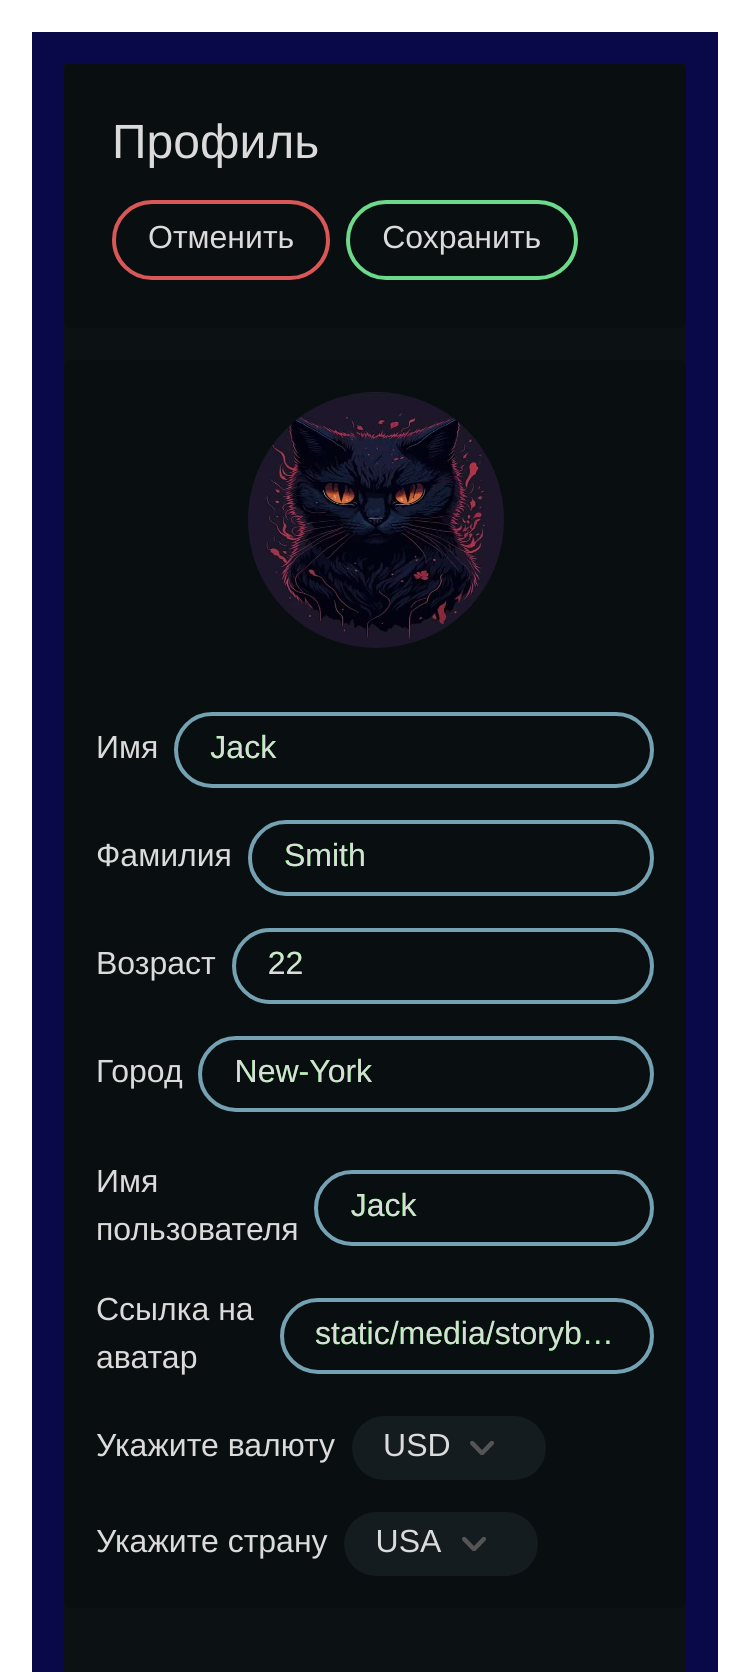 Профиль
Отменить Сохранить
Имя Jack
Фамилия Smith
Возраст 22
Город New-York
Имя
пользователя Jack
Ссылка на
аватар static/media/storyb…
Укажите валюту USD
Укажите страну USA